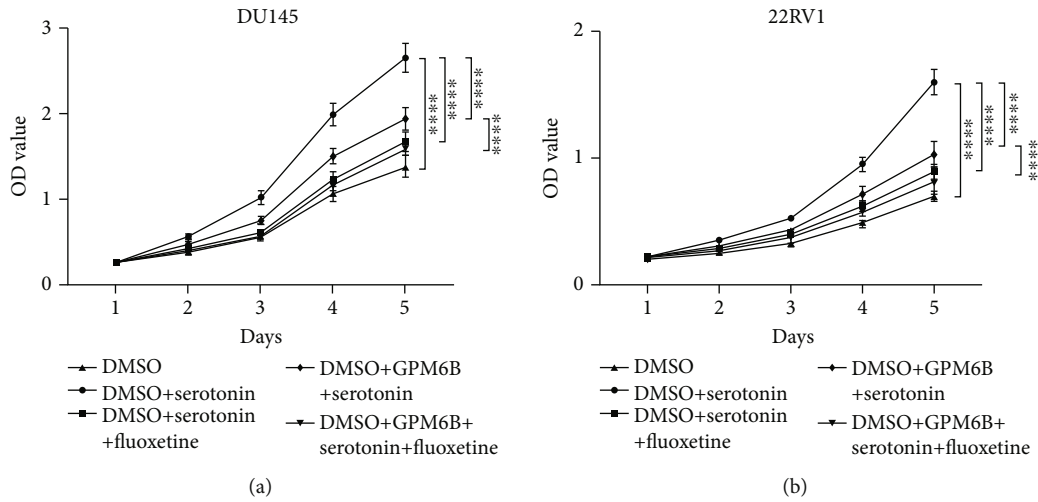 DU145
OD value
3
2
1
0
1 2 3 4 5
Days
****
****
****
****
DMSO
DMSO+serotonin
DMSO+serotonin
+fluoxetine
DMSO+GPM6B
+serotonin
DMSO+GPM6B+
serotonin+fluoxetine
(a)
22RV1
OD value
2
1
0
1 2 3 4 5
Days
****
****
****
****
DMSO
DMSO+serotonin
DMSO+serotonin
+fluoxetine
DMSO+GPM6B
+serotonin
DMSO+GPM6B+
serotonin+fluoxetine
(b)